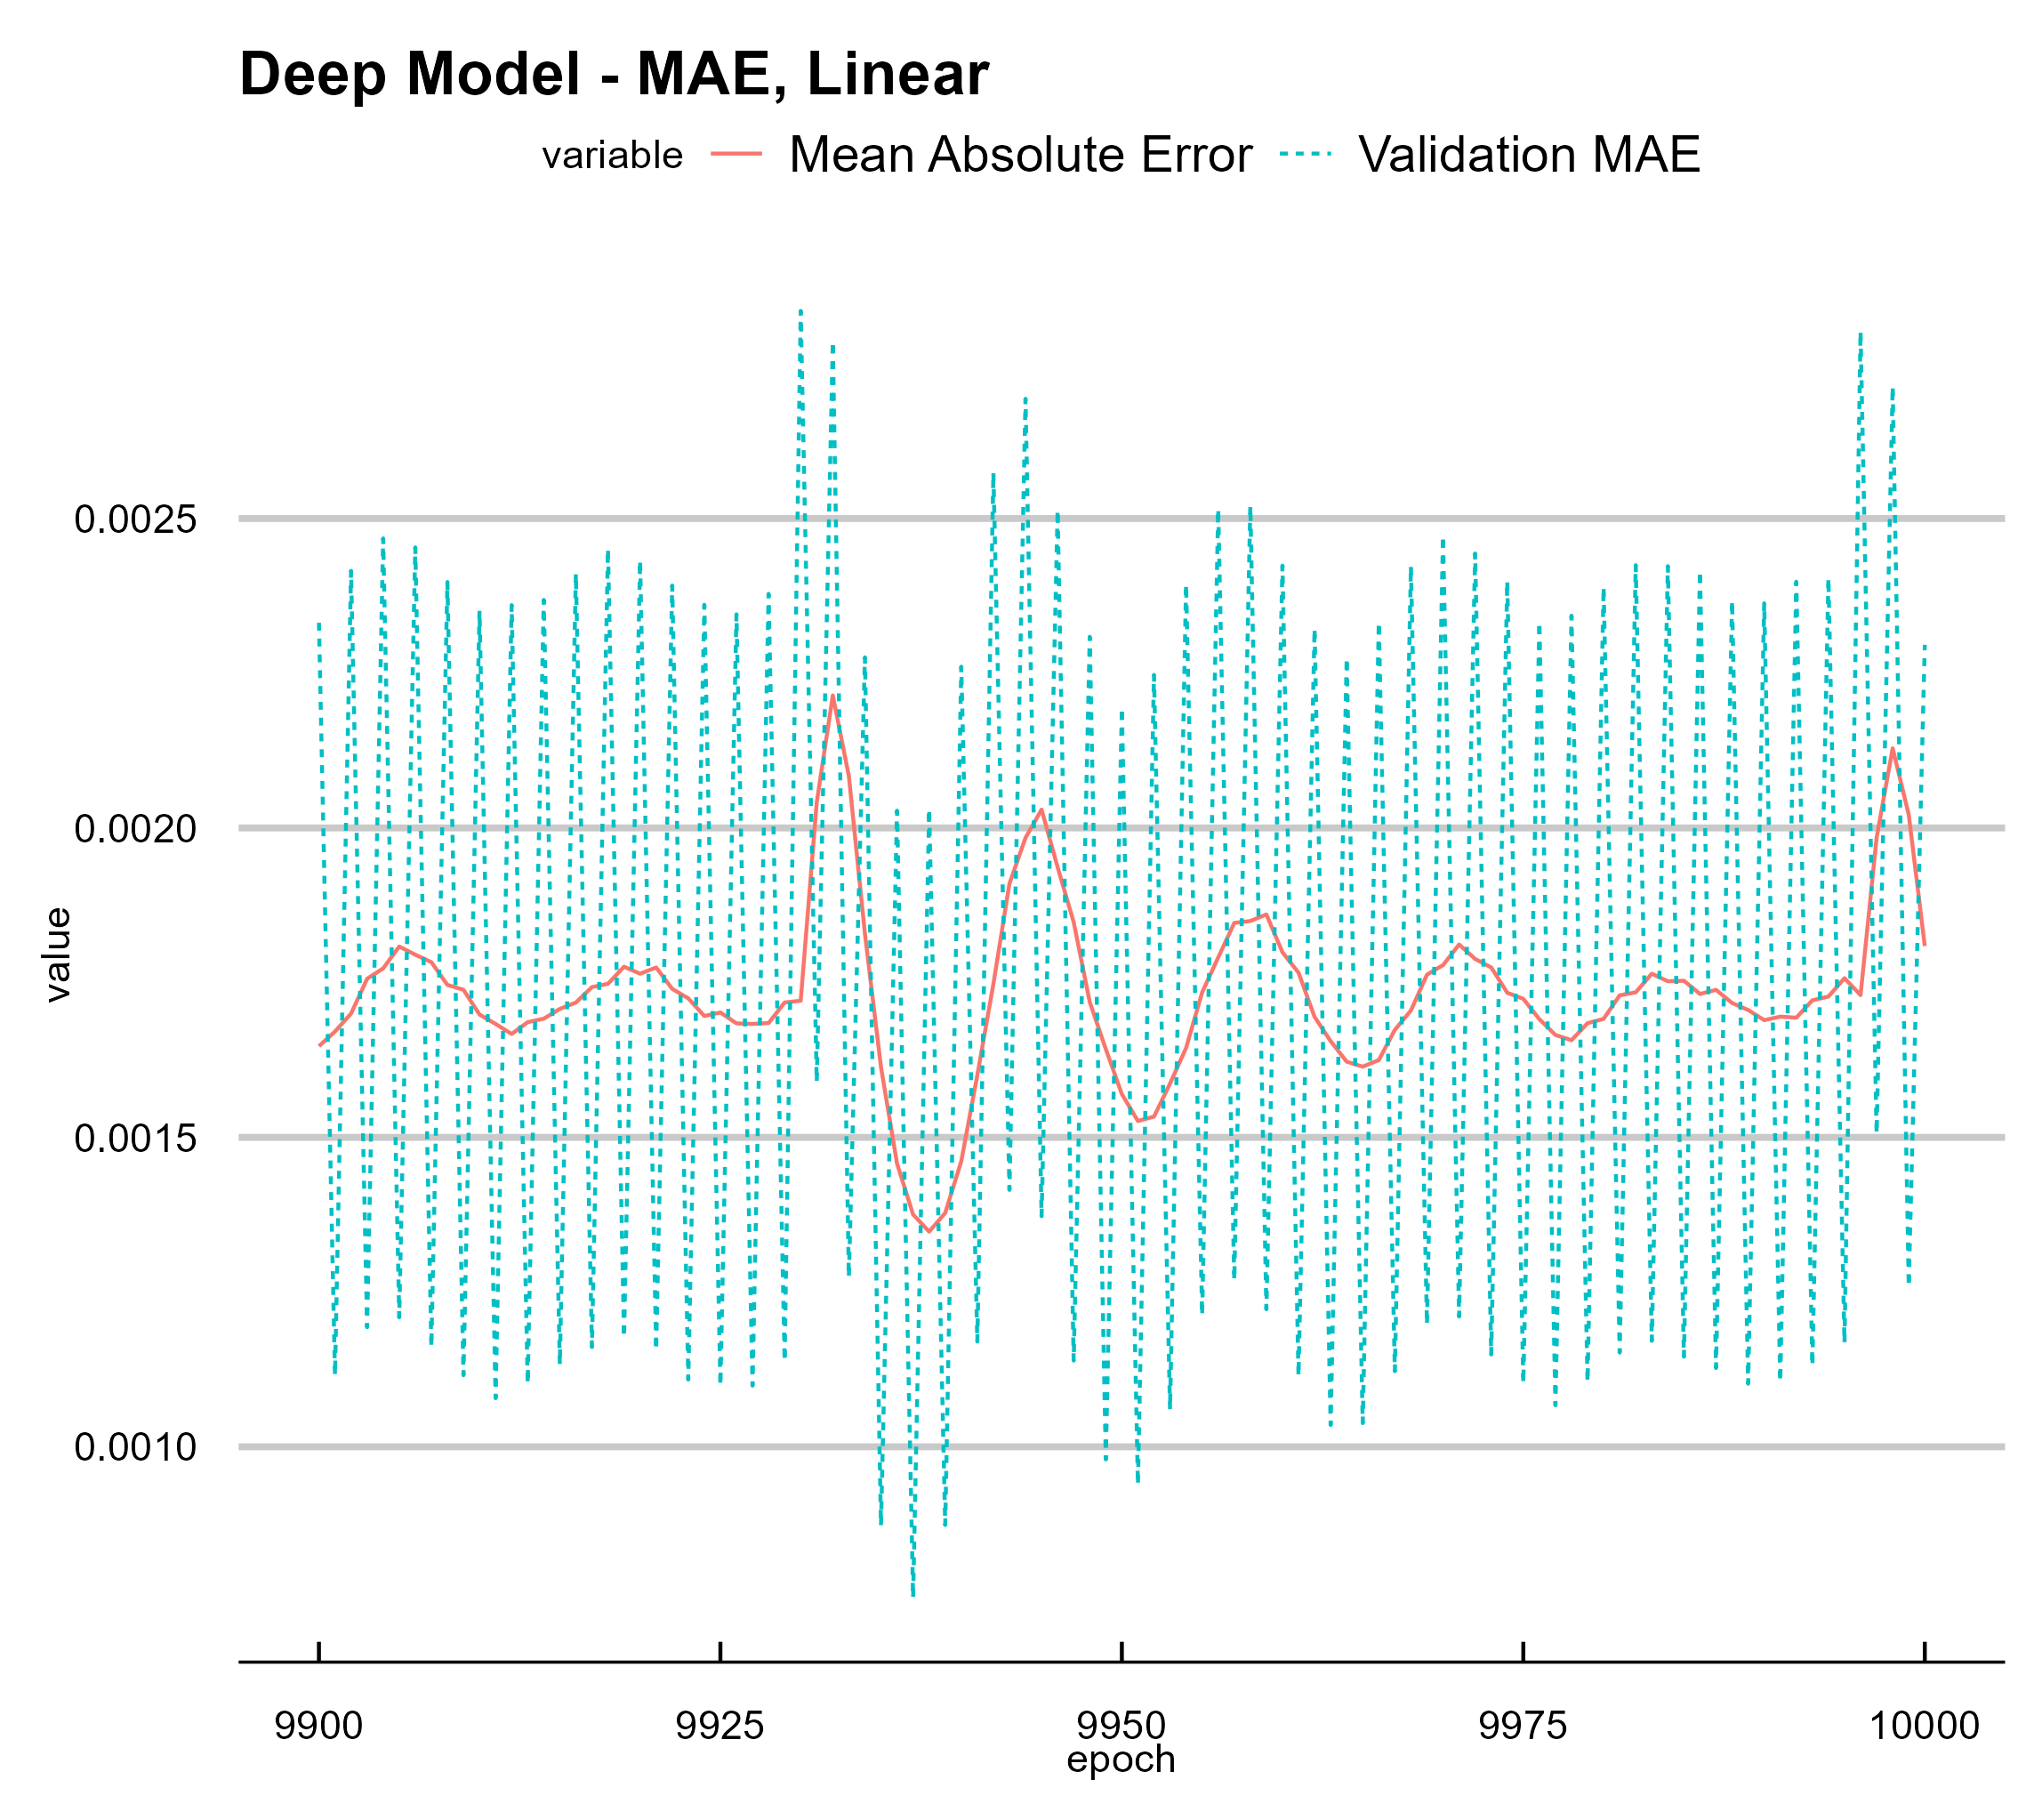 Deep Model - MAE, Linear
variable Mean Absolute Error Validation MAE
0.0025
0.0020
value
0.0015
0.0010
9900 9925 9950 9975 10000
epoch